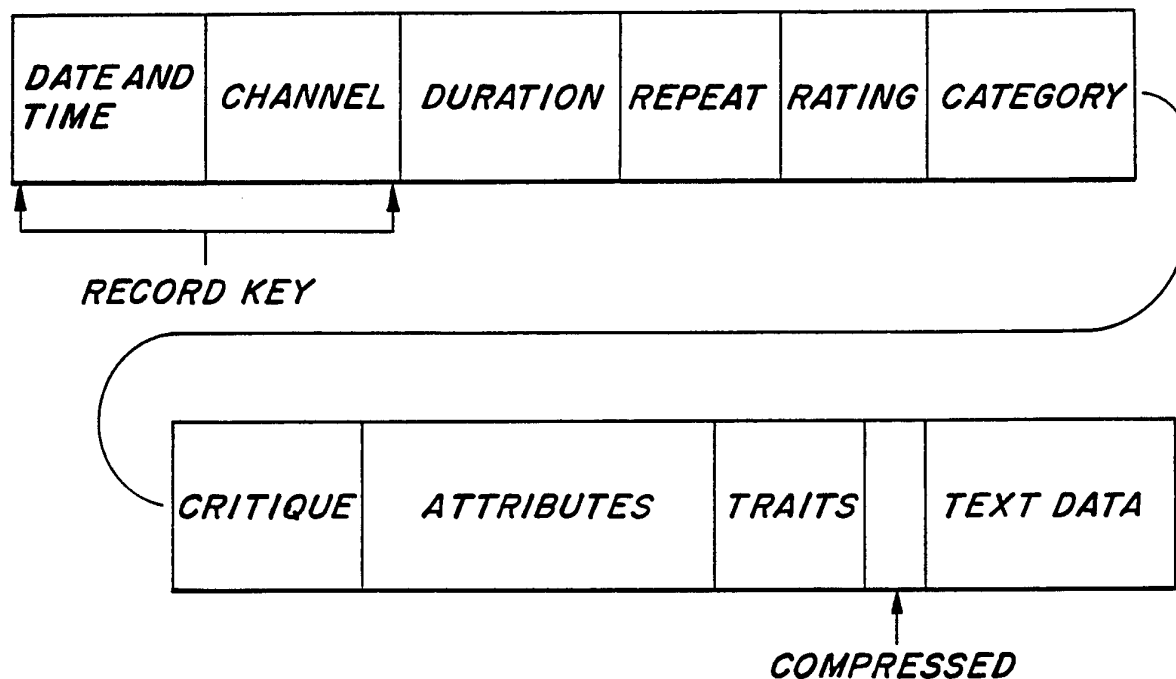 DATE AND
TIME
CHANNEL
DURATION
REPEAT
RATING
CATEGORY
RECORD KEY
CRITIQUE
ATTRIBUTES
TRAITS
TEXT DATA
COMPRESSED